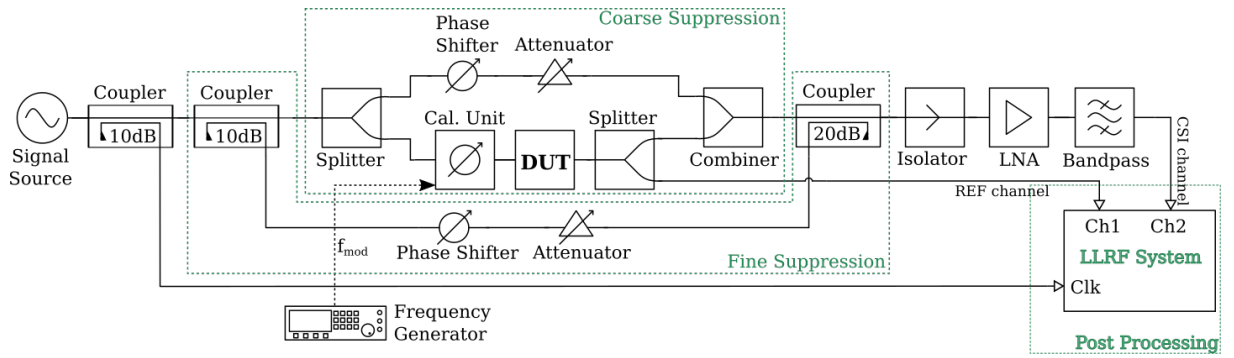 Coarse Suppression
Phase
Shifter
Attenuator
Coupler
10dB
Coupler
10dB
Signal
Source
Splitter
Cal. Unit
DUT
Splitter
Combiner
Coupler
20dB
Isolator
LNA
Bandpass
CSI channel
REF channel
Phase Shifter
Attenuator
fmod
Fine Suppression
Ch1
Ch2
LLRF System
Clk
Frequency
Generator
Post Processing